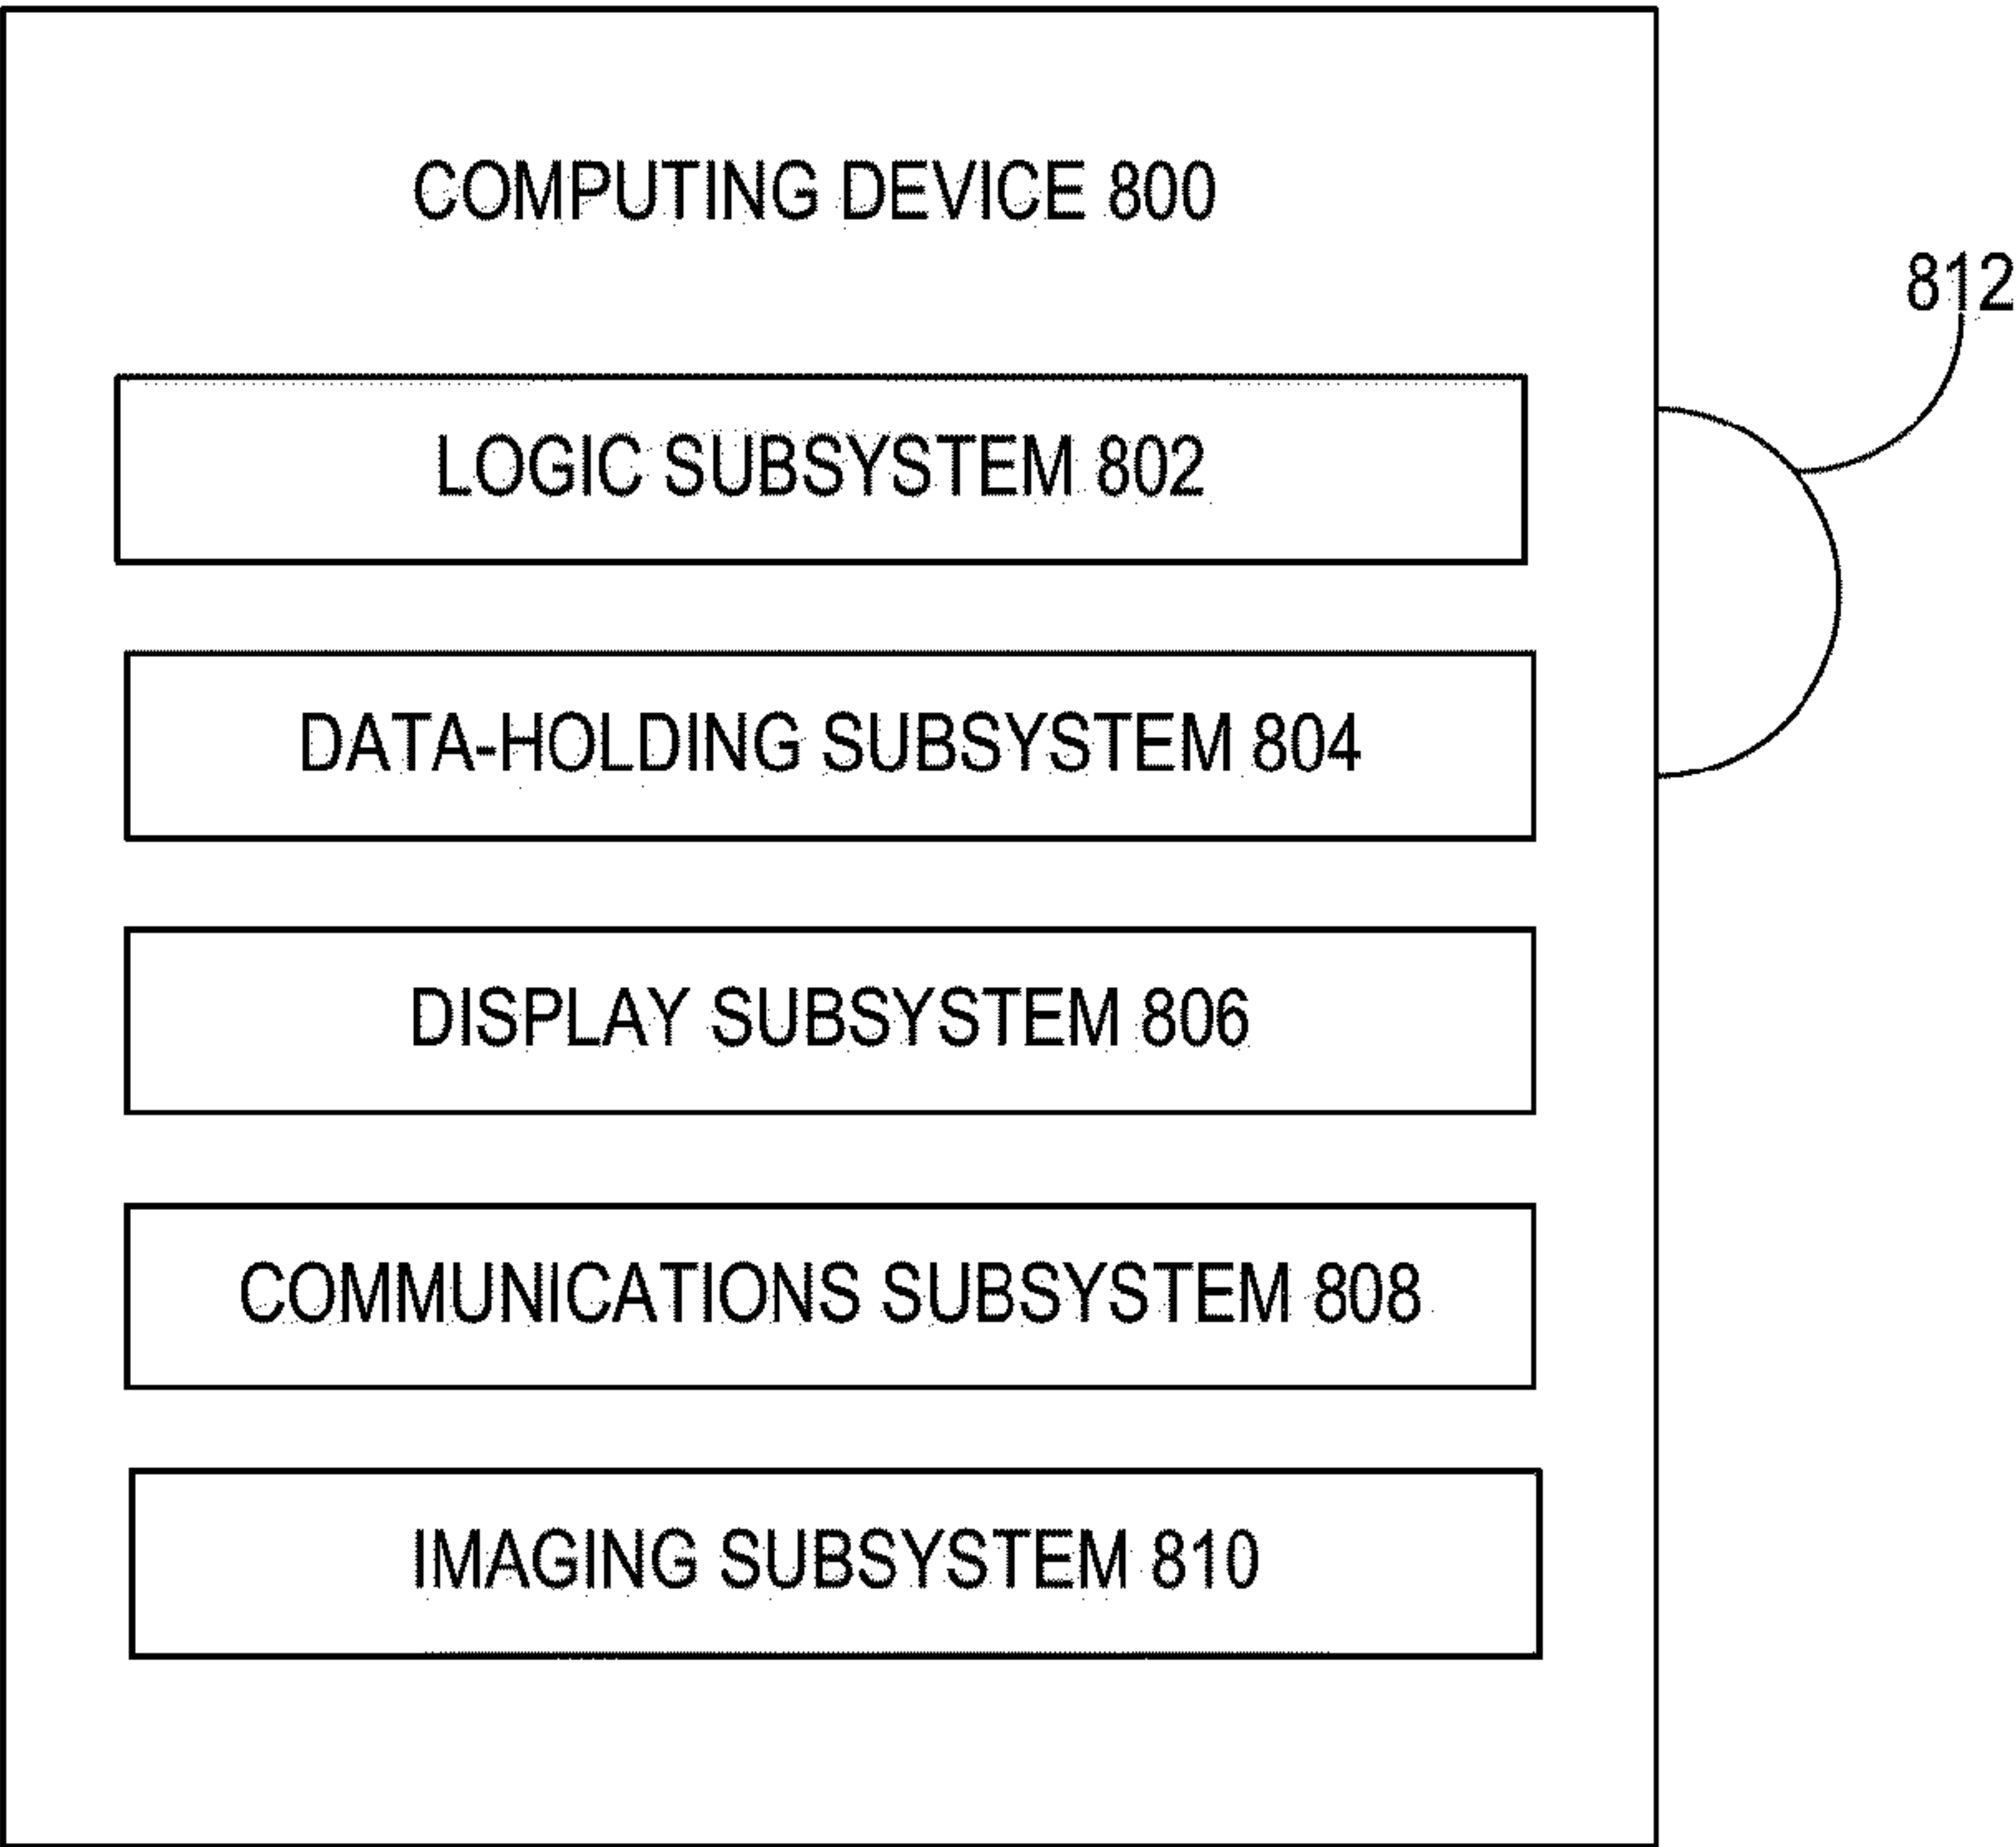 COMPUTING DEVICE 800
812
LOGIC SUBSYSTEM 802
DATA-HOLDING SUBSYSTEM 804
DISPLAY SUBSYSTEM 806
COMMUNICATIONS SUBSYSTEM 808
IMAGING SUBSYSTEM 810